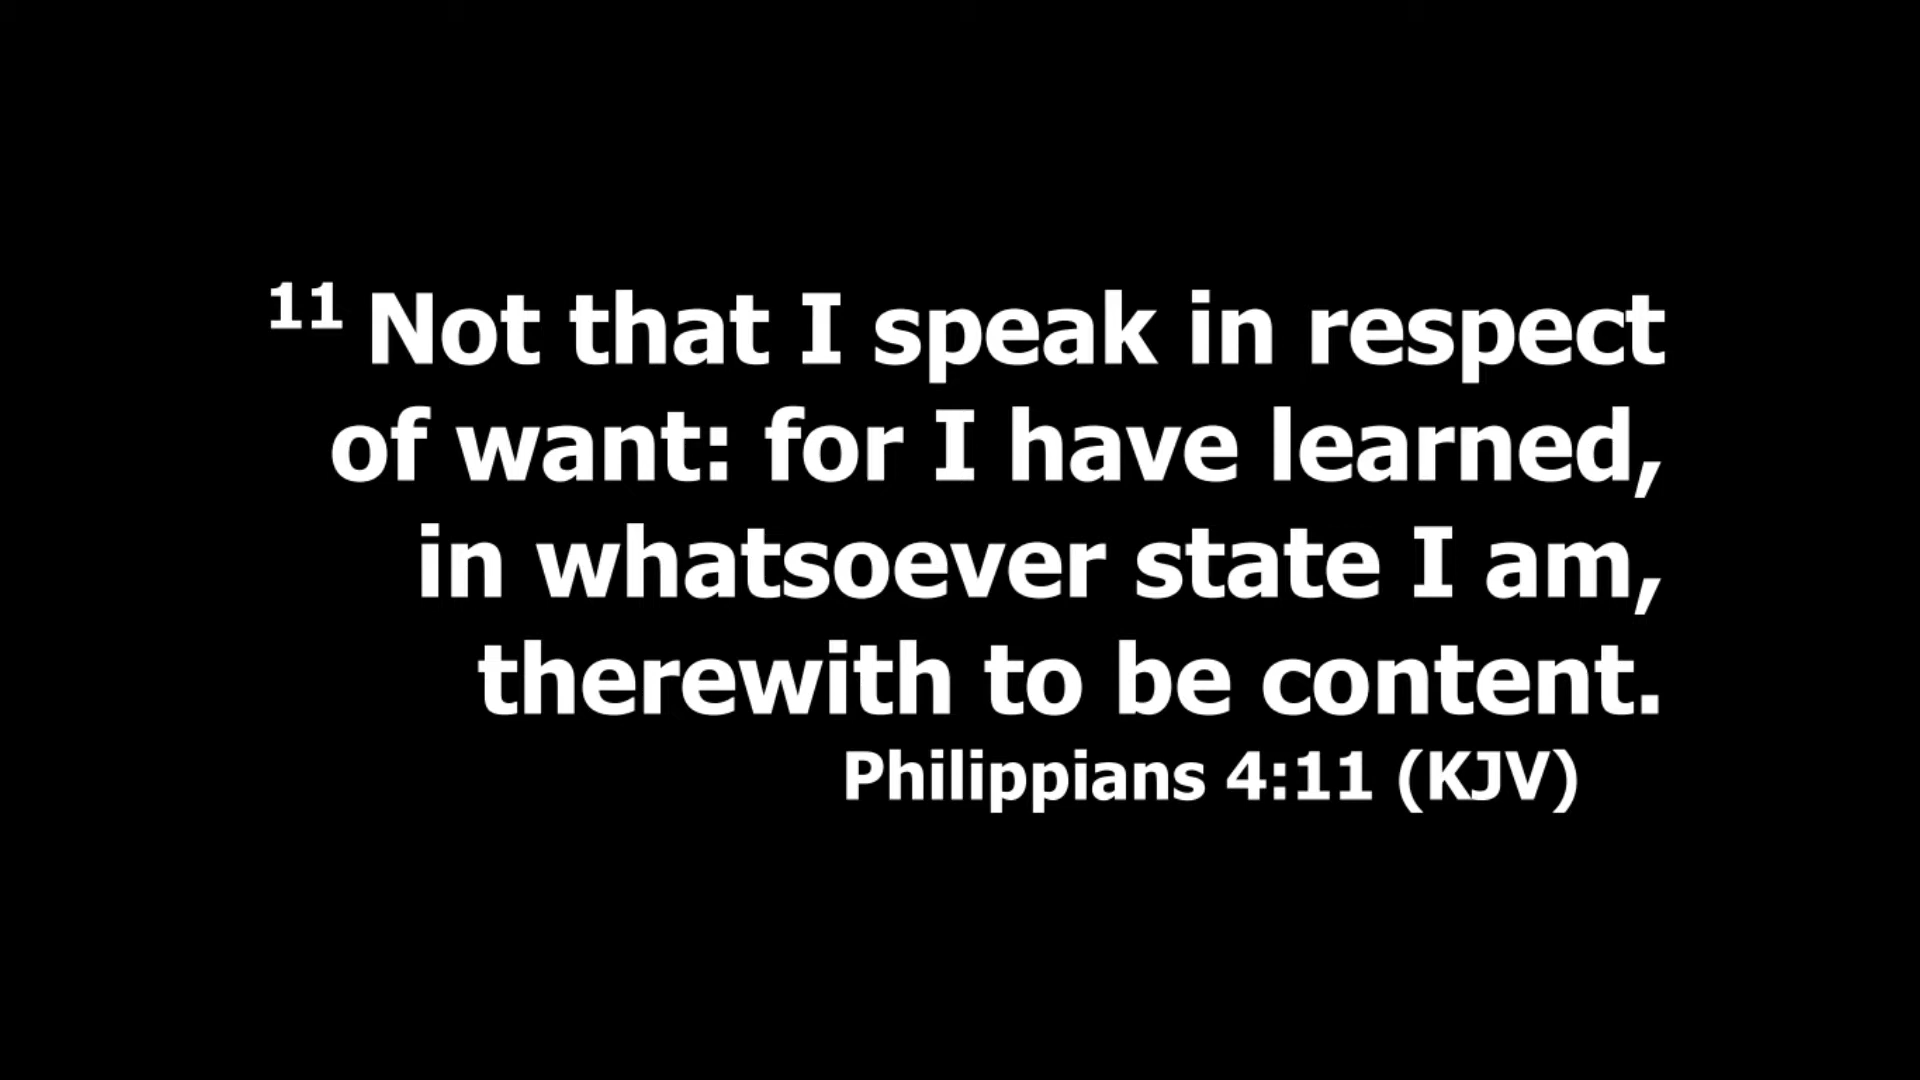 11 Not that I speak in respect
of want: for I have learned,
in whatsoever state I am,
therewith to be content.
Philippians 4:11 (KJV)